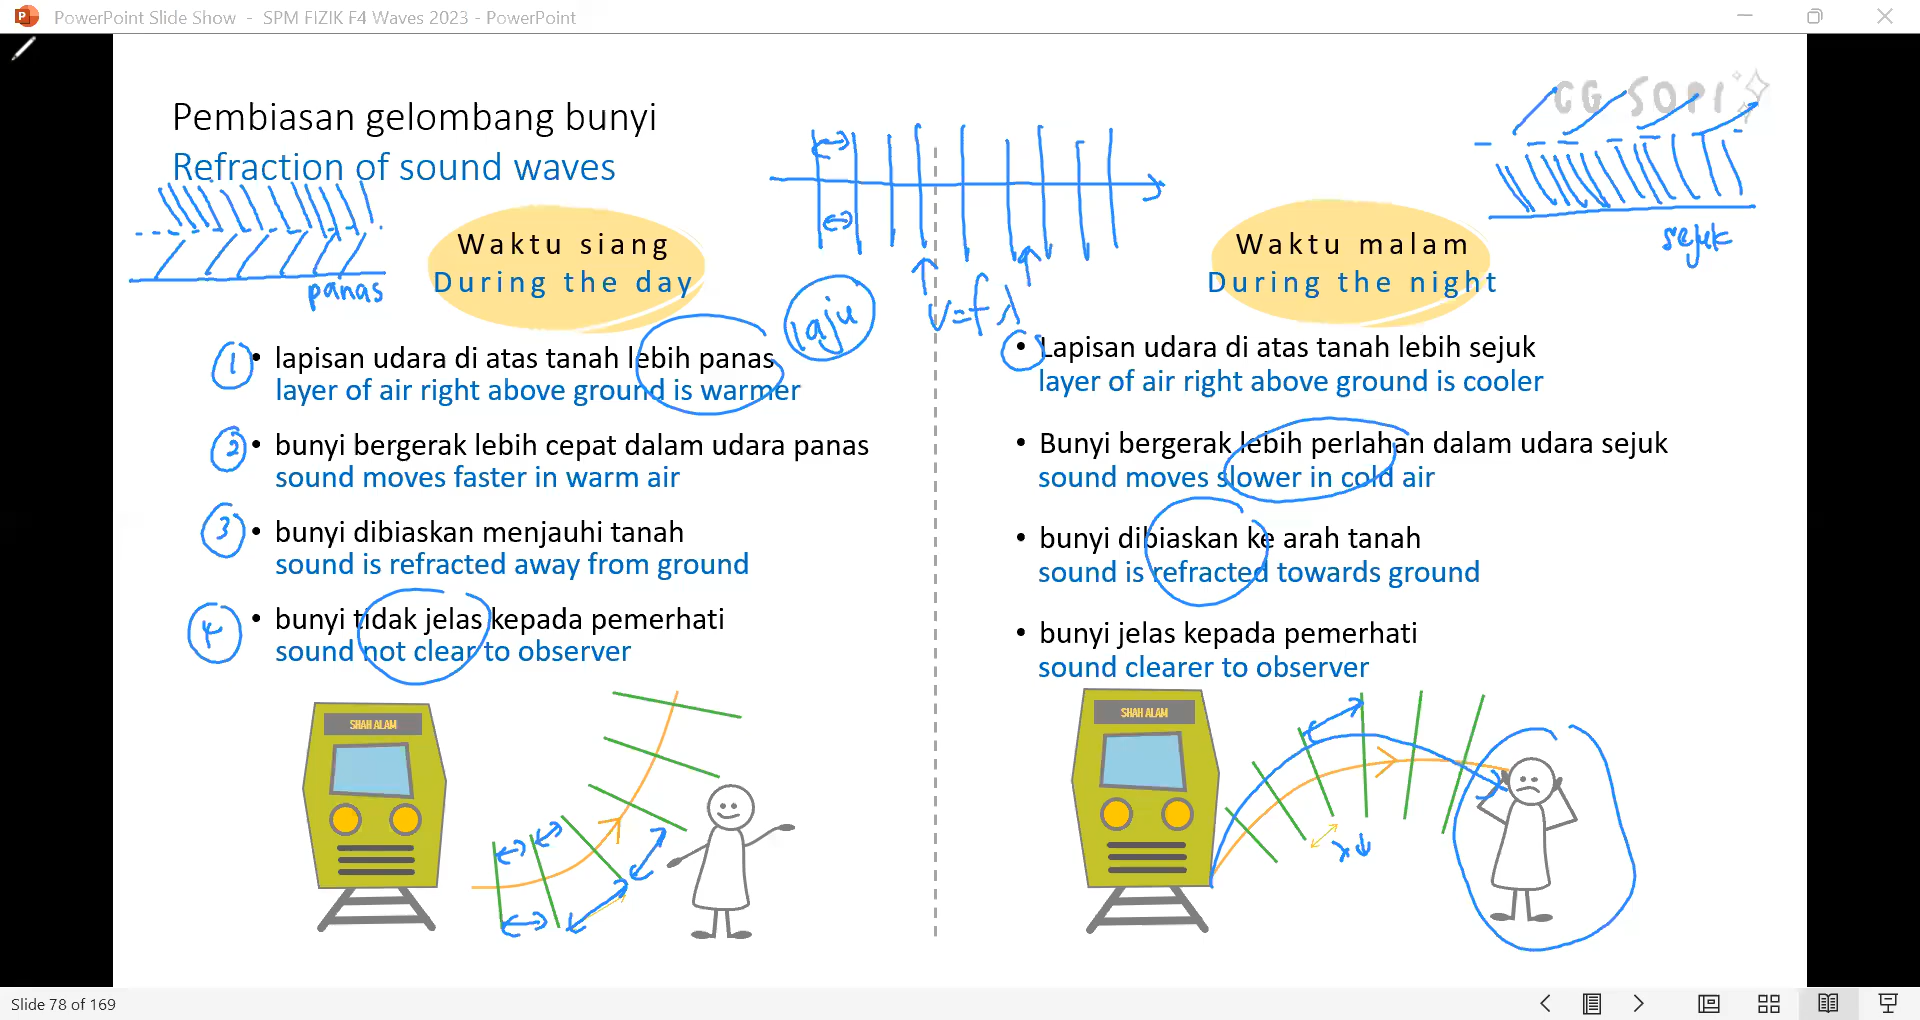 PowerPoint Slide Show - SPM FIZIK F4 Waves 2023 - PowerPoint
CG SOPI
Pembiasan gelombang bunyi
Refraction of sound waves
panas
Waktu siang
During the day
laju
v=fλ
Waktu malam
During the night
sejuk
1 • lapisan udara di atas tanah lebih panas
layer of air right above ground is warmer
2 • bunyi bergerak lebih cepat dalam udara panas
sound moves faster in warm air
3 • bunyi dibiaskan menjauhi tanah
sound is refracted away from ground
4 • bunyi tidak jelas kepada pemerhati
sound not clear to observer
SHAH ALAM
• Lapisan udara di atas tanah lebih sejuk
layer of air right above ground is cooler
• Bunyi bergerak lebih perlahan dalam udara sejuk
sound moves slower in cold air
• bunyi dibiaskan ke arah tanah
sound is refracted towards ground
• bunyi jelas kepada pemerhati
sound clearer to observer
SHAH ALAM
λ↓
Slide 78 of 169